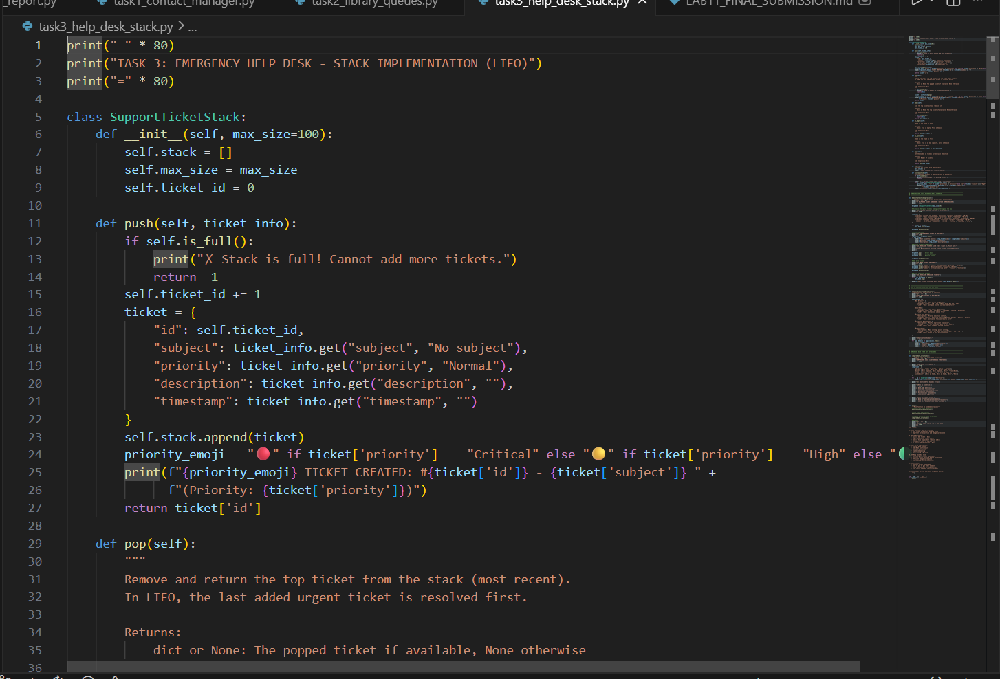 _report.py task1_contact_manager.py task2_library_queues.py task3_help_desk_stack.py LAB11_FINAL_SUBMISSION.md
task3_help_desk_stack.py > ...
1 print("=" * 80)
2 print("TASK 3: EMERGENCY HELP DESK - STACK IMPLEMENTATION (LIFO)")
3 print("=" * 80)
4
5 class SupportTicketStack:
6 def __init__(self, max_size=100):
7 self.stack = []
8 self.max_size = max_size
9 self.ticket_id = 0
10
11 def push(self, ticket_info):
12 if self.is_full():
13 print("✗ Stack is full! Cannot add more tickets.")
14 return -1
15 self.ticket_id += 1
16 ticket = {
17 "id": self.ticket_id,
18 "subject": ticket_info.get("subject", "No subject"),
19 "priority": ticket_info.get("priority", "Normal"),
20 "description": ticket_info.get("description", ""),
21 "timestamp": ticket_info.get("timestamp", "")
22 }
23 self.stack.append(ticket)
24 priority_emoji = "🔴" if ticket['priority'] == "Critical" else "🟡" if ticket['priority'] == "High" else "
25 print(f"{priority_emoji} TICKET CREATED: #{ticket['id']} - {ticket['subject']} " +
26 f"(Priority: {ticket['priority']})")
27 return ticket['id']
28
29 def pop(self):
30 """
31 Remove and return the top ticket from the stack (most recent).
32 In LIFO, the last added urgent ticket is resolved first.
33
34 Returns:
35 dict or None: The popped ticket if available, None otherwise
36